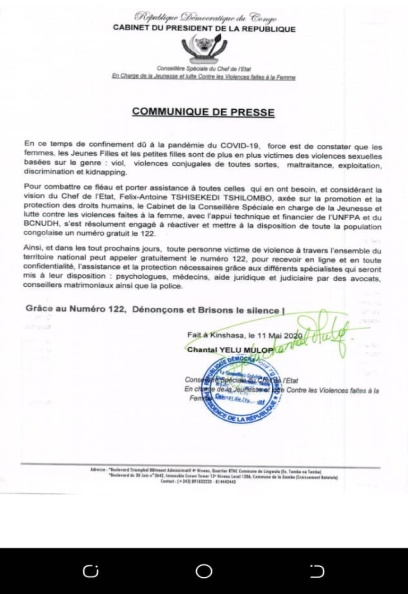 République Démocratique du Congo
CABINET DU PRESIDENT DE LA REPUBLIQUE
Conseillère Spéciale du Chef de l'Etat
En Charge de la Jeunesse et lutte Contre les Violences faites à la Femme
COMMUNIQUE DE PRESSE
En ce temps de confinement dû à la pandémie du COVID-19, force est de constater que les
femmes, les Jeunes Filles et les petites filles sont de plus en plus victimes des violences sexuelles
basées sur le genre : viol, violences conjugales de toutes sortes, maltraitance, exploitation,
discrimination et kidnapping.
Pour combattre ce fléau et porter assistance à toutes celles qui en ont besoin, et considérant la
vision du Chef de l'Etat, Felix-Antoine TSHISEKEDI TSHILOMBO, axée sur la promotion et la
protection des droits humains, le Cabinet de la Conseillère Spéciale en charge de la Jeunesse et
lutte contre les violences faites à la femme, avec l'appui technique et financier de l'UNFPA et du
BCNUDH, s'est résolument engagé à réactiver et mettre à la disposition de toute la population
congolaise un numéro gratuit le 122.
Ainsi, et dans les tout prochains jours, toute personne victime de violence à travers l'ensemble du
territoire national peut appeler gratuitement le numéro 122, pour recevoir en ligne et en toute
confidentialité, l'assistance et la protection nécessaires grâce aux différents spécialistes qui seront
mis à leur disposition : psychologues, médecins, aide juridique et judiciaire par des avocats,
conseillers matrimoniaux ainsi que la police.
Grâce au Numéro 122, Dénonçons et Brisons le silence !
Fait à Kinshasa, le 11 Mai 2020
Chantal YELU MULOP
Conseillère Spéciale du Chef de l'Etat
En charge de la Jeunesse et lutte Contre les Violences faites à la
Femme